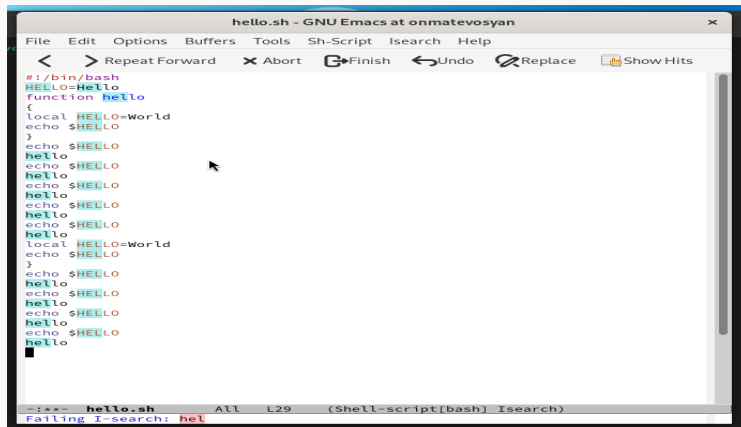 hello.sh - GNU Emacs at onmatevosyan
File Edit Options Buffers Tools Sh-Script Isearch Help
Repeat Forward Abort Finish Undo Replace Show Hits
#!/bin/bash
HELLO=Hello
function hello
{
local HELLO=World
echo $HELLO
}
echo $HELLO
hello
echo $HELLO
hello
echo $HELLO
hello
echo $HELLO
hello
echo $HELLO
hello
local HELLO=World
echo $HELLO
}
echo $HELLO
hello
echo $HELLO
hello
echo $HELLO
hello
echo $HELLO
hello
-:**- hello.sh All L29 (Shell-script[bash] Isearch)
Failing I-search: hel